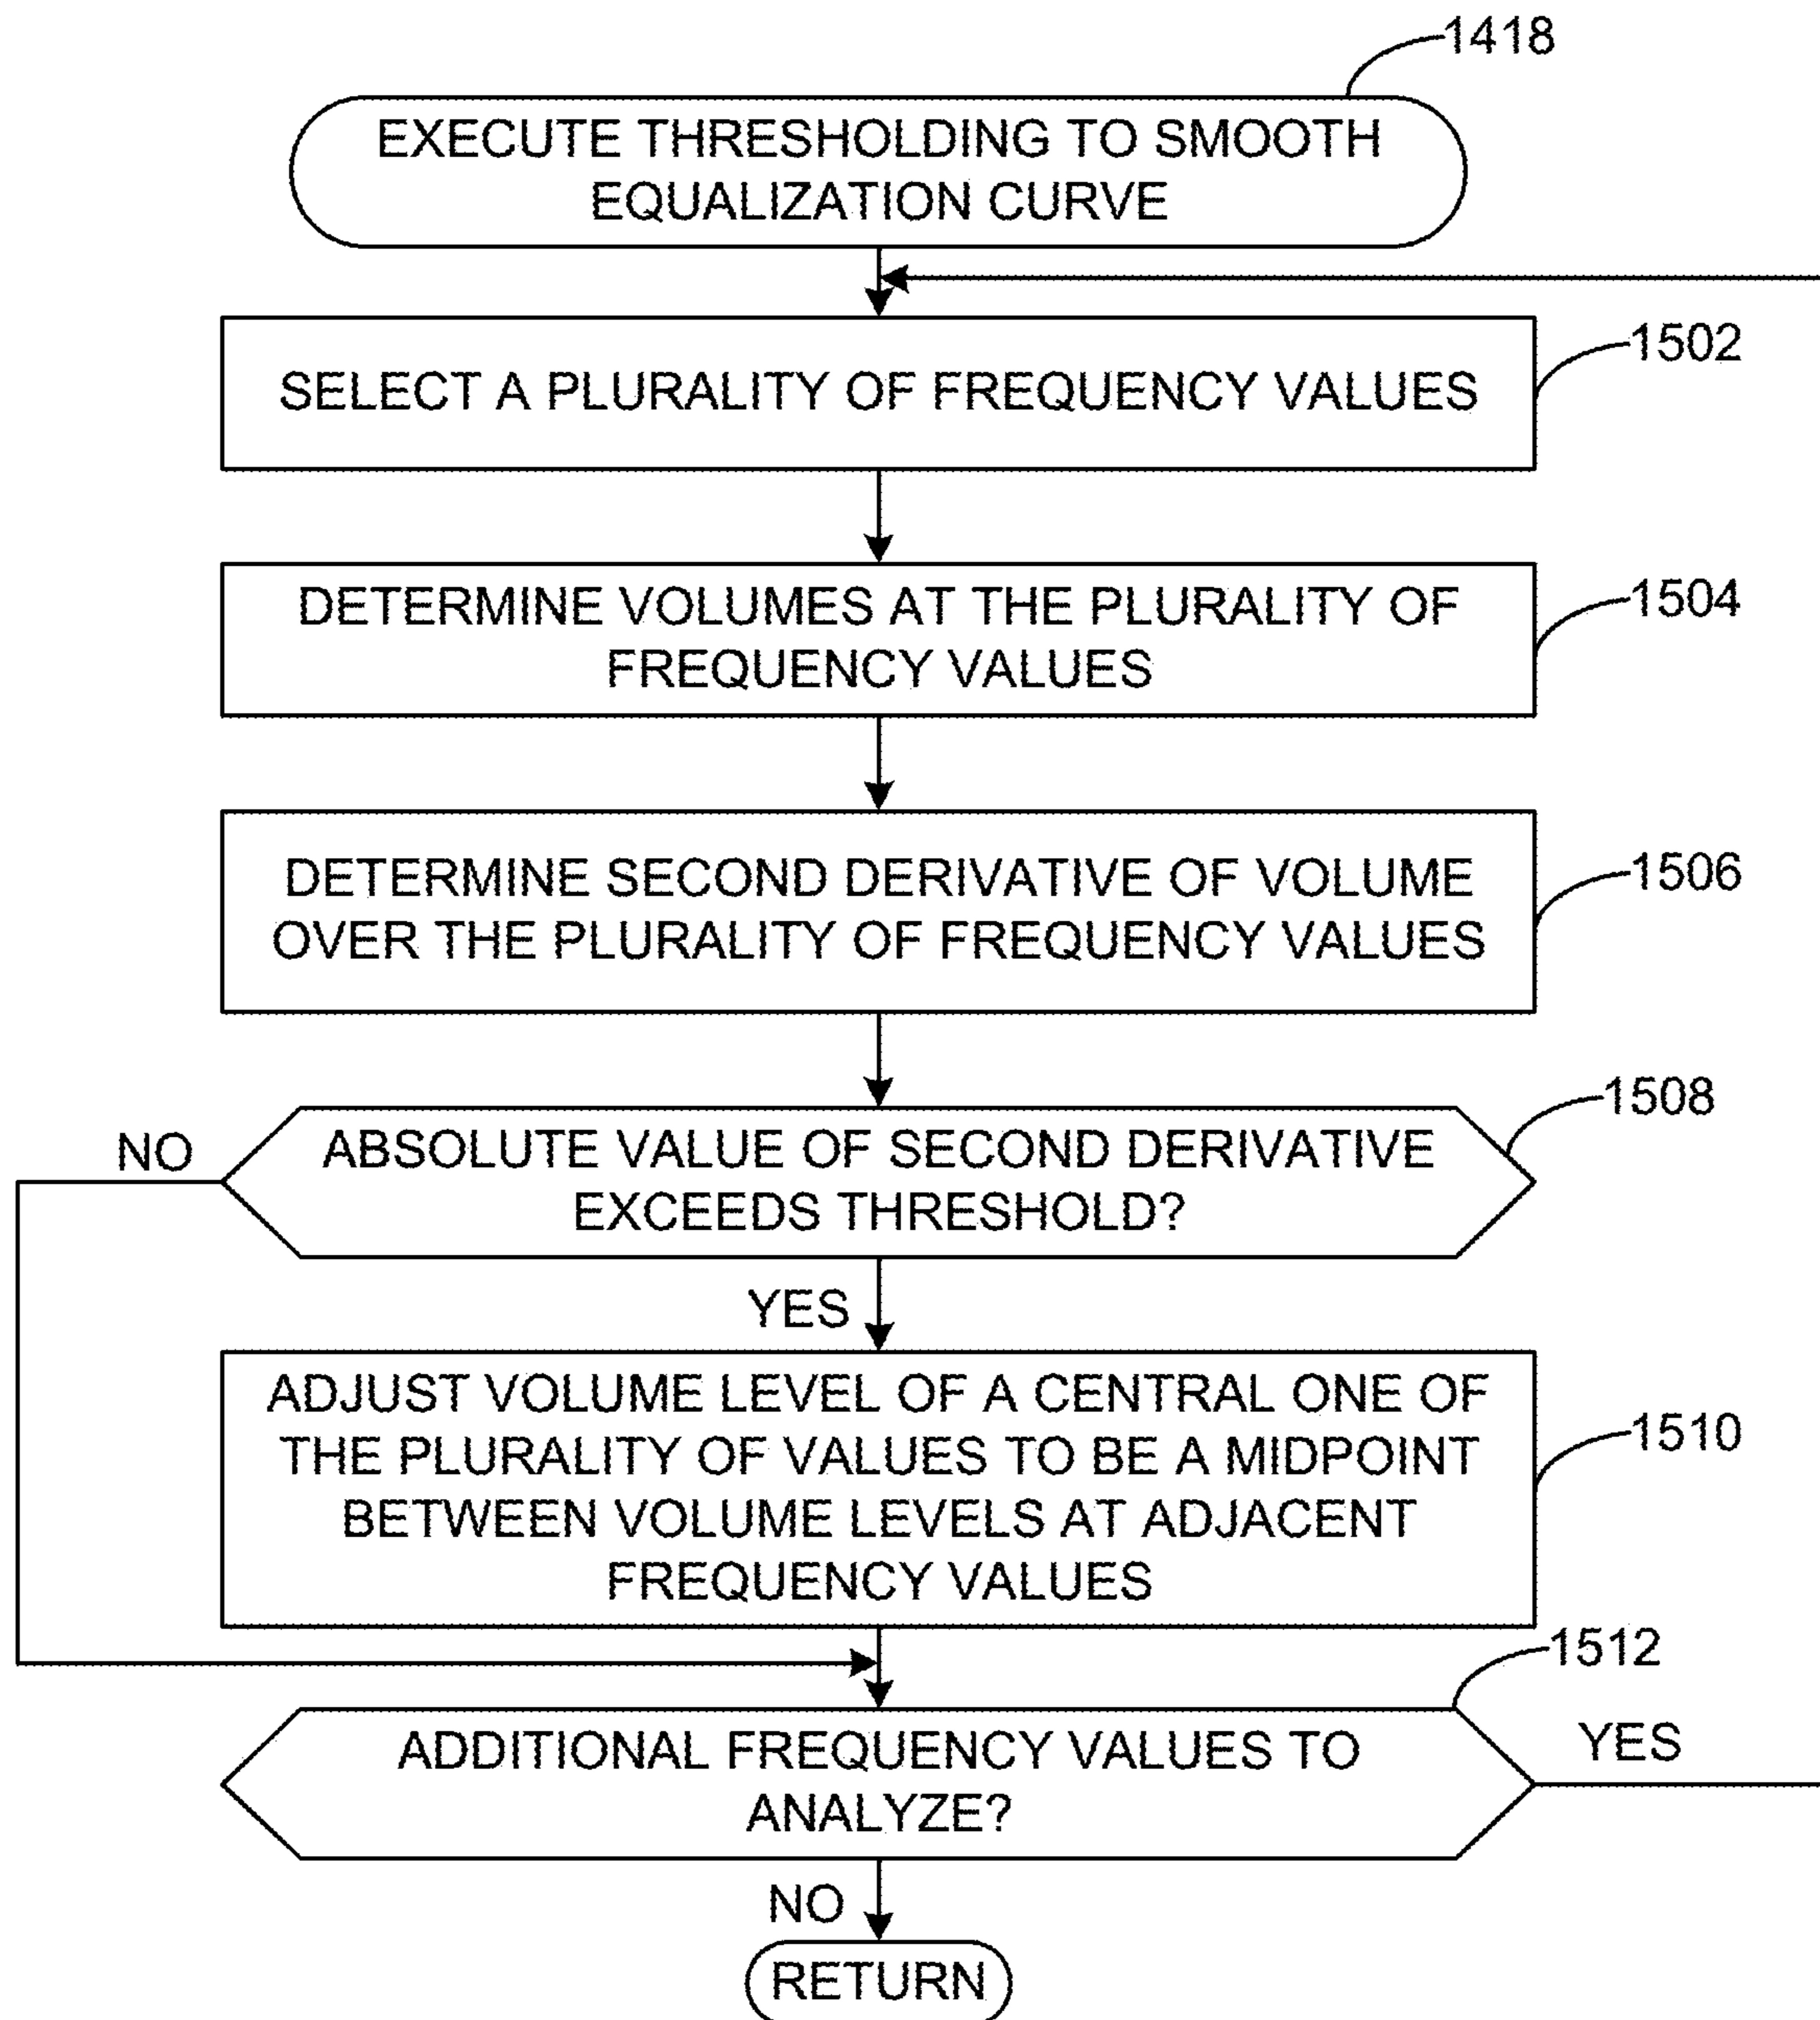 1418
EXECUTE THRESHOLDING TO SMOOTH
EQUALIZATION CURVE
1502
SELECT A PLURALITY OF FREQUENCY VALUES
1504
DETERMINE VOLUMES AT THE PLURALITY OF
FREQUENCY VALUES
1506
DETERMINE SECOND DERIVATIVE OF VOLUME
OVER THE PLURALITY OF FREQUENCY VALUES
1508
NO
ABSOLUTE VALUE OF SECOND DERIVATIVE
EXCEEDS THRESHOLD?
YES
ADJUST VOLUME LEVEL OF A CENTRAL ONE OF
THE PLURALITY OF VALUES TO BE A MIDPOINT
BETWEEN VOLUME LEVELS AT ADJACENT
FREQUENCY VALUES
1510
1512
ADDITIONAL FREQUENCY VALUES TO
ANALYZE?
YES
NO
RETURN